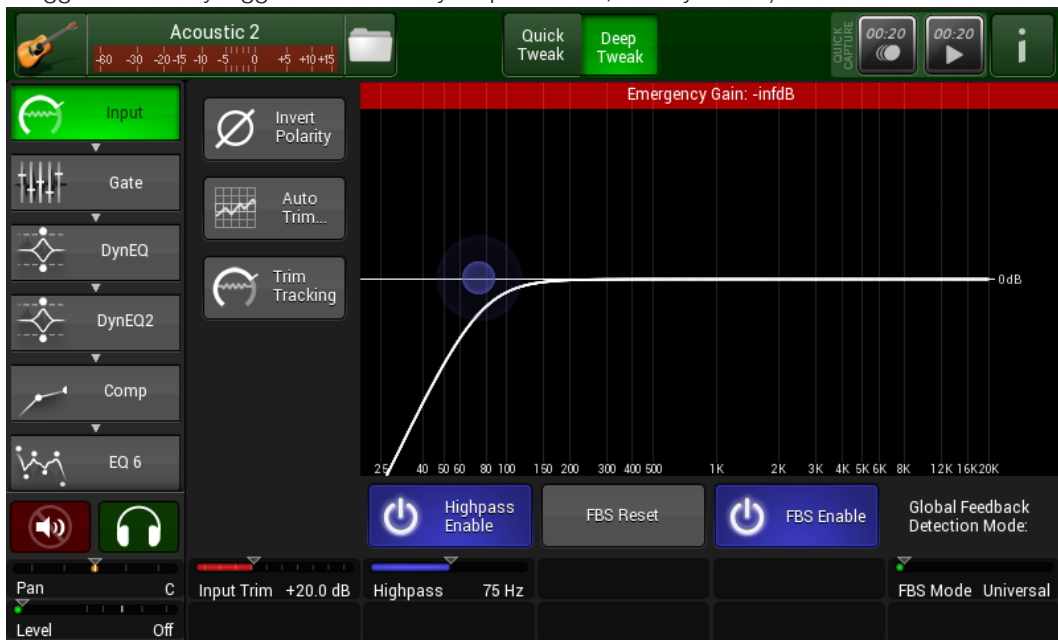 Acoustic 2
-60 -30 -20-15 -10 -5 0 +5 +10+15
Quick
Tweak
Deep
Tweak
QUICK
CAPTURE
00:20
00:20
i
Input
Gate
DynEQ
DynEQ2
Comp
EQ 6
Invert
Polarity
Auto
Trim...
Trim
Tracking
Emergency Gain: -infdB
0dB
25 40 50 60 80 100 150 200 300 400 500 1K 2K 3K 4K 5K 6K 8K 12K 16K 20K
Highpass
Enable
FBS Reset
FBS Enable
Global Feedback
Detection Mode:
Pan C
Input Trim +20.0 dB
Highpass 75 Hz
FBS Mode Universal
Level Off